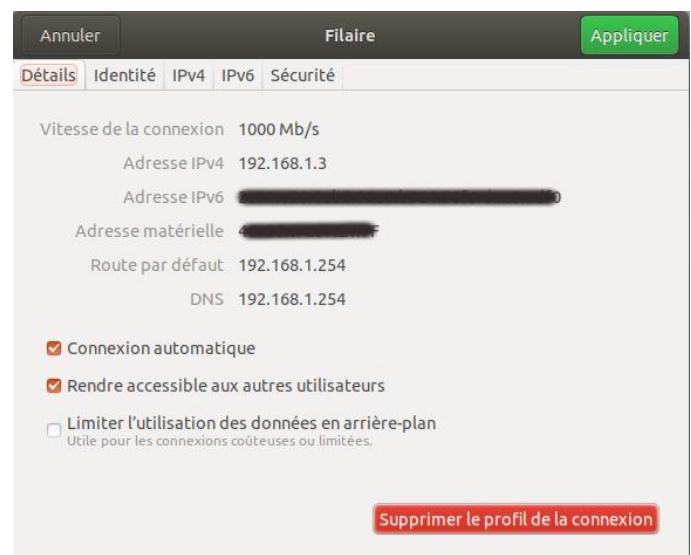 Annuler Filaire Appliquer
Détails Identité IPv4 IPv6 Sécurité
Vitesse de la connexion 1000 Mb/s
Adresse IPv4 192.168.1.3
Adresse IPv6
Adresse matérielle
Route par défaut 192.168.1.254
DNS 192.168.1.254
Connexion automatique
Rendre accessible aux autres utilisateurs
Limiter l’utilisation des données en arrière-plan
Utile pour les connexions coûteuses ou limitées.
Supprimer le profil de la connexion